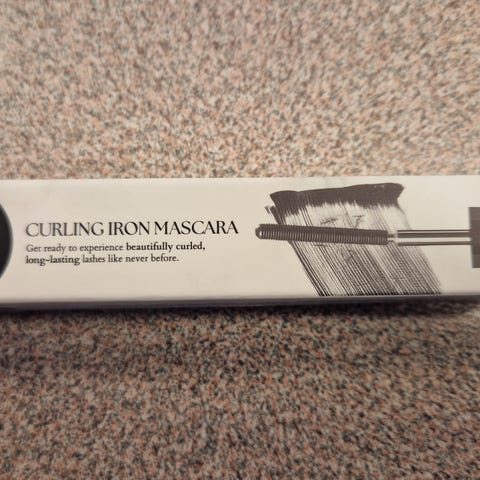 CURLING IRON MASCARA
Get ready to experience beautifully curled,
long-lasting lashes like never before.